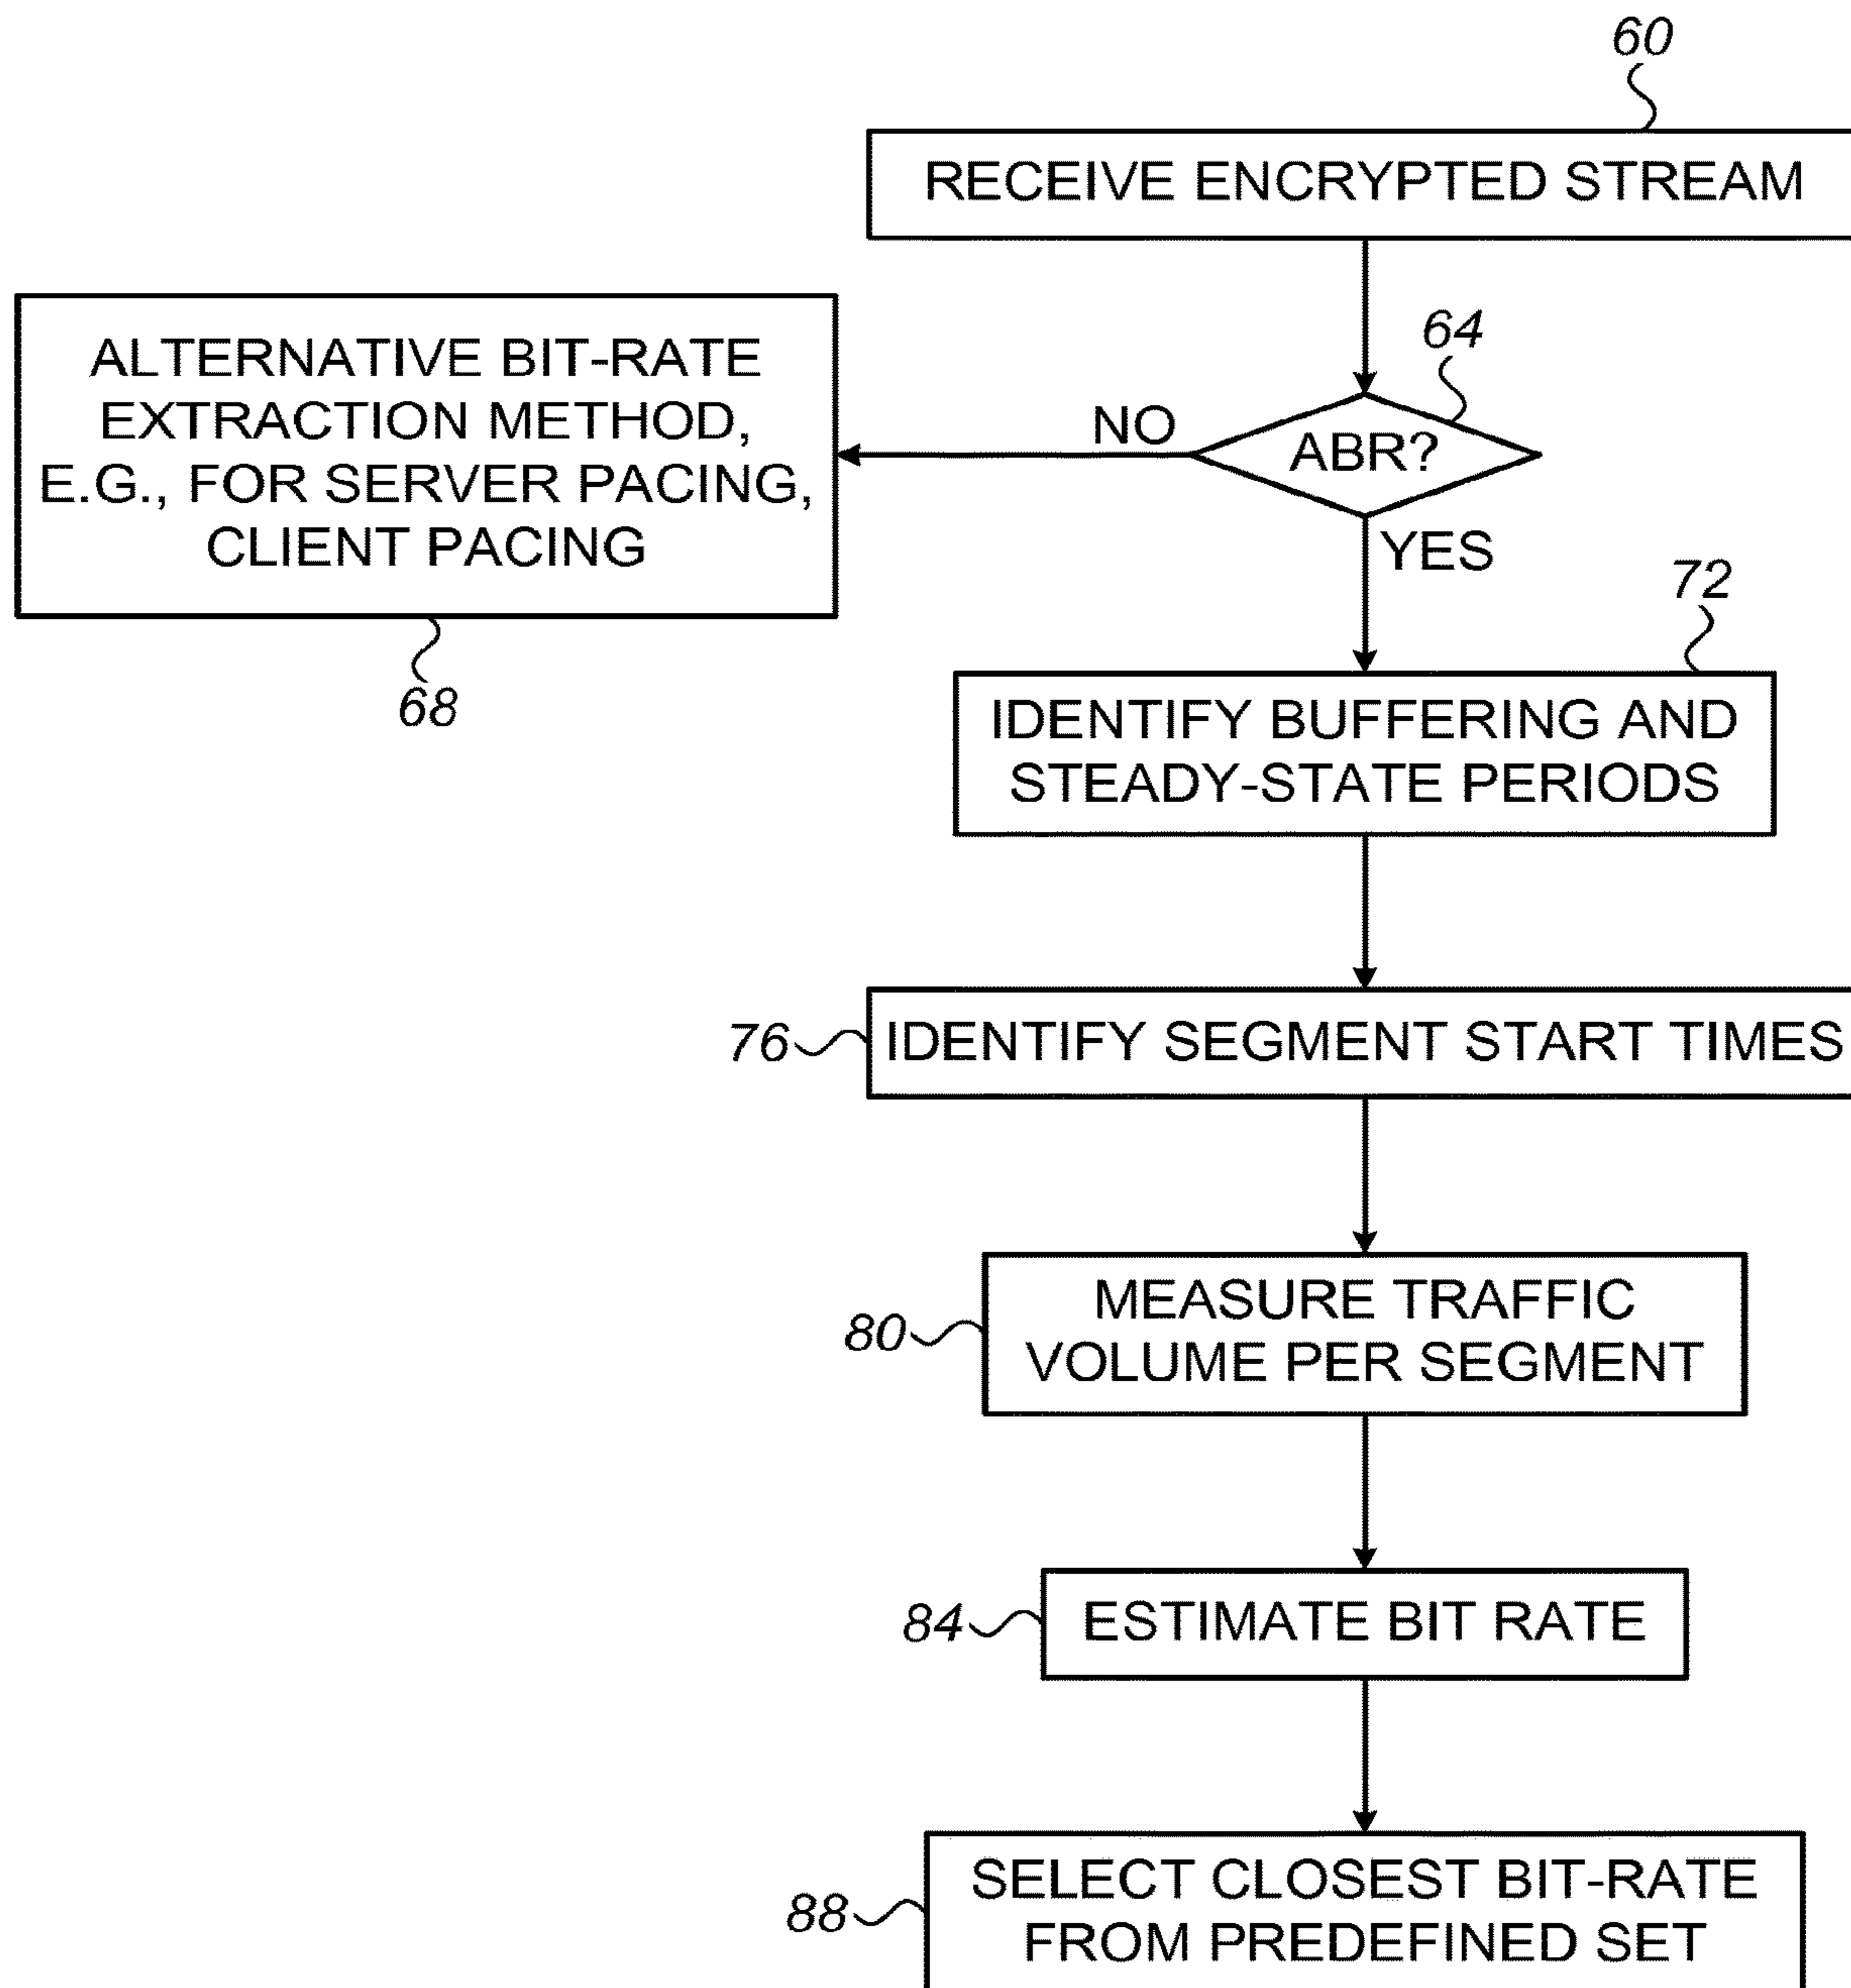 60
RECEIVE ENCRYPTED STREAM
64
ABR?
NO
YES
ALTERNATIVE BIT-RATE
EXTRACTION METHOD,
E.G., FOR SERVER PACING,
CLIENT PACING
68
72
IDENTIFY BUFFERING AND
STEADY-STATE PERIODS
76
IDENTIFY SEGMENT START TIMES
80
MEASURE TRAFFIC
VOLUME PER SEGMENT
84
ESTIMATE BIT RATE
88
SELECT CLOSEST BIT-RATE
FROM PREDEFINED SET